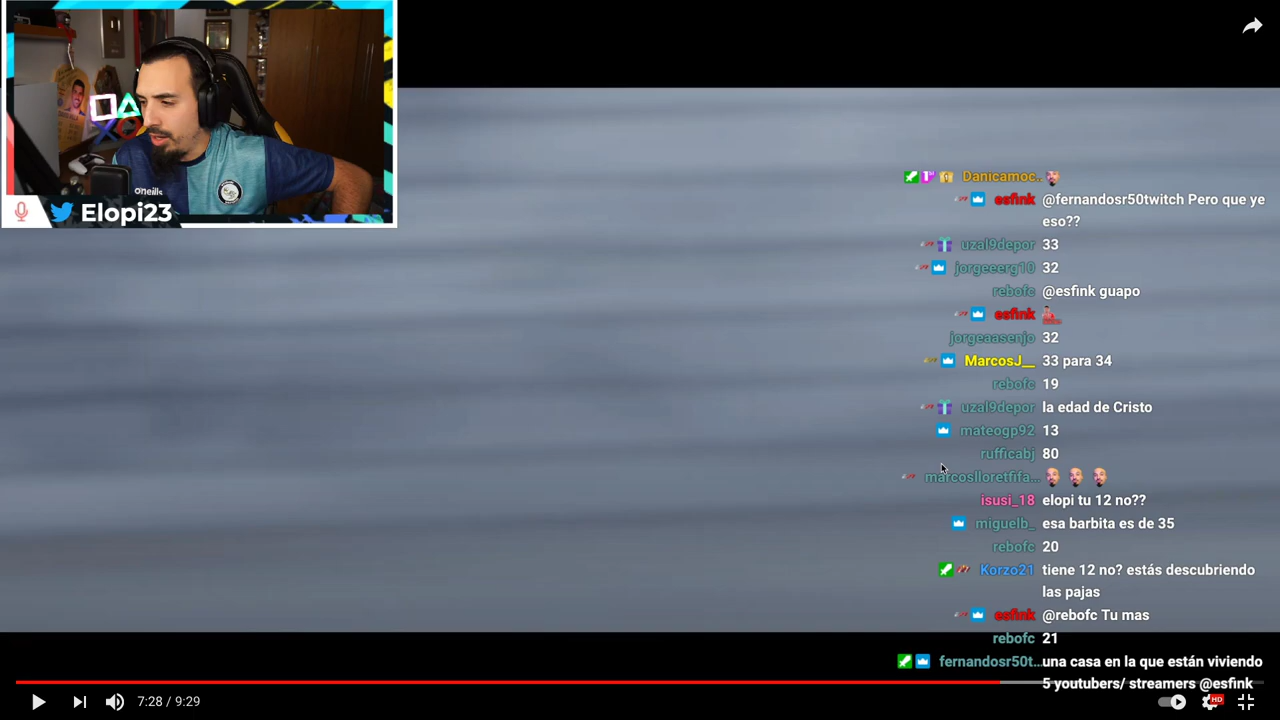 o'neills
Elopi23
Danicamoc..
esfink @fernandosr50twitch Pero que ye
eso??
uzal9depor 33
jorgeeerg10 32
rebofc @esfink guapo
esfink
jorgeaasenjo 32
MarcosJ__ 33 para 34
rebofc 19
uzal9depor la edad de Cristo
mateogp92 13
rufficabj 80
marcoslloretfifa...
isusi_18 elopi tu 12 no??
miguelb_ esa barbita es de 35
rebofc 20
Korzo21 tiene 12 no? estás descubriendo
las pajas
esfink @rebofc Tu mas
rebofc 21
fernandosr50t... una casa en la que están viviendo
5 youtubers/ streamers @esfink
7:28 / 9:29
HD